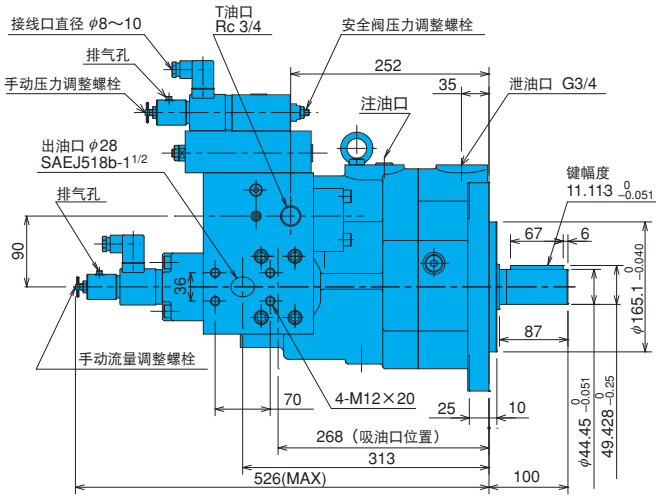 T油口
Rc 3/4
接线口直径 φ8～10
安全阀压力调整螺栓
排气孔
252
手动压力调整螺栓
35
泄油口 G3/4
注油口
出油口 φ28
SAEJ518b-1 1/2
键幅度
11.113 0 -0.051
排气孔
67
6
90
36
φ165.1 0 -0.040
87
手动流量调整螺栓
70
4-M12×20
25
10
φ44.45 0 -0.051
49.428 0 -0.25
268（吸油口位置）
313
526(MAX)
100